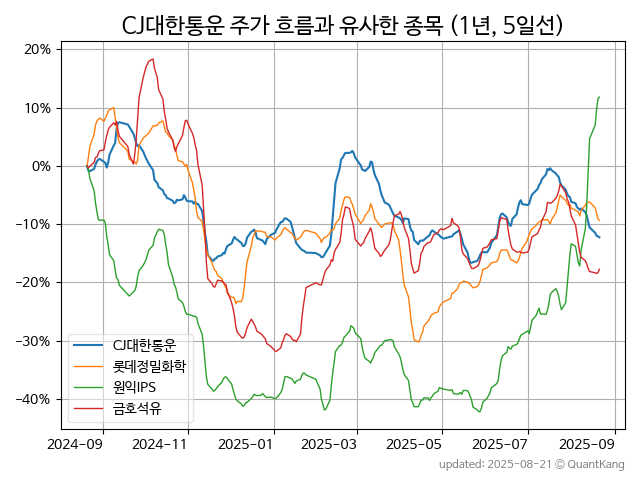 CJ대한통운 주가 흐름과 유사한 종목 (1년, 5일선)
20%
10%
0%
-10%
-20%
-30%
-40%
CJ대한통운
롯데정밀화학
원익IPS
금호석유
2024-09
2024-11
2025-01
2025-03
2025-05
2025-07
2025-09
updated: 2025-08-21 © QuantKang